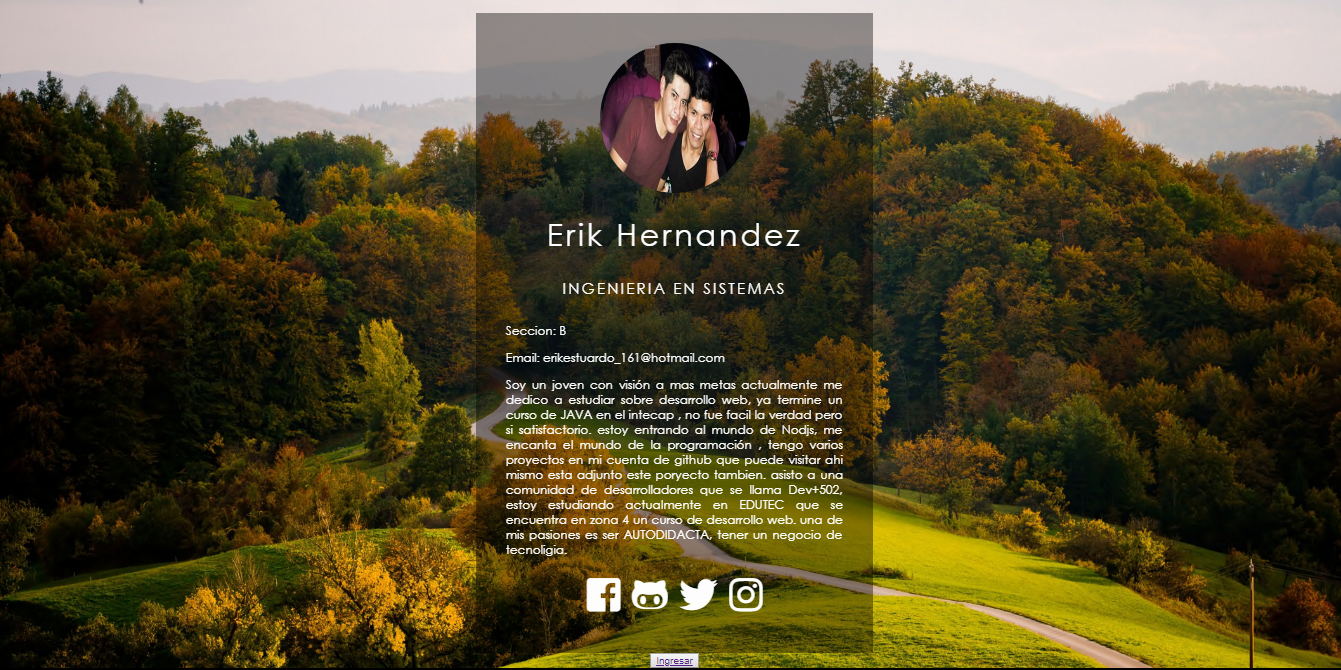 Erik Hernandez
INGENIERIA EN SISTEMAS
Seccion: B
Email: erikestuardo_161@hotmail.com
Soy un joven con visión a mas metas actualmente me
dedico a estudiar sobre desarrollo web, ya termine un
curso de JAVA en el intecap , no fue facil la verdad pero
si satisfactorio. estoy entrando al mundo de Nodjs, me
encanta el mundo de la programación , tengo varios
proyectos en mi cuenta de github que puede visitar ahi
mismo esta adjunto este poryecto tambien. asisto a una
comunidad de desarrolladores que se llama Dev+502,
estoy estudiando actualmente en EDUTEC que se
encuentra en zona 4 un curso de desarrollo web. una de
mis pasiones es ser AUTODIDACTA, tener un negocio de
tecnoligia.
Ingresar